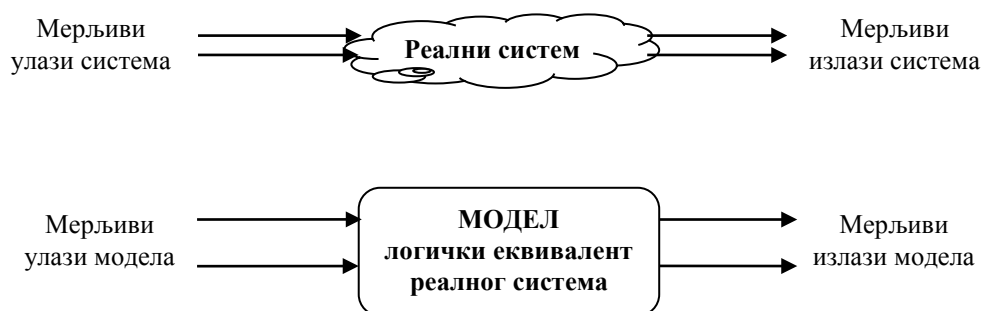 Мерљиви
улази система
Реални систем
Мерљиви
излази система
Мерљиви
улази модела
МОДЕЛ
логички еквивалент
реалног система
Мерљиви
излази модела